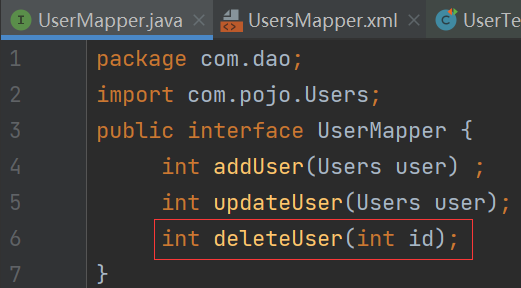 UserMapper.java × UsersMapper.xml × UserTe
1 package com.dao;
2 import com.pojo.Users;
3 public interface UserMapper {
4 int addUser(Users user) ;
5 int updateUser(Users user);
6 int deleteUser(int id);
7 }